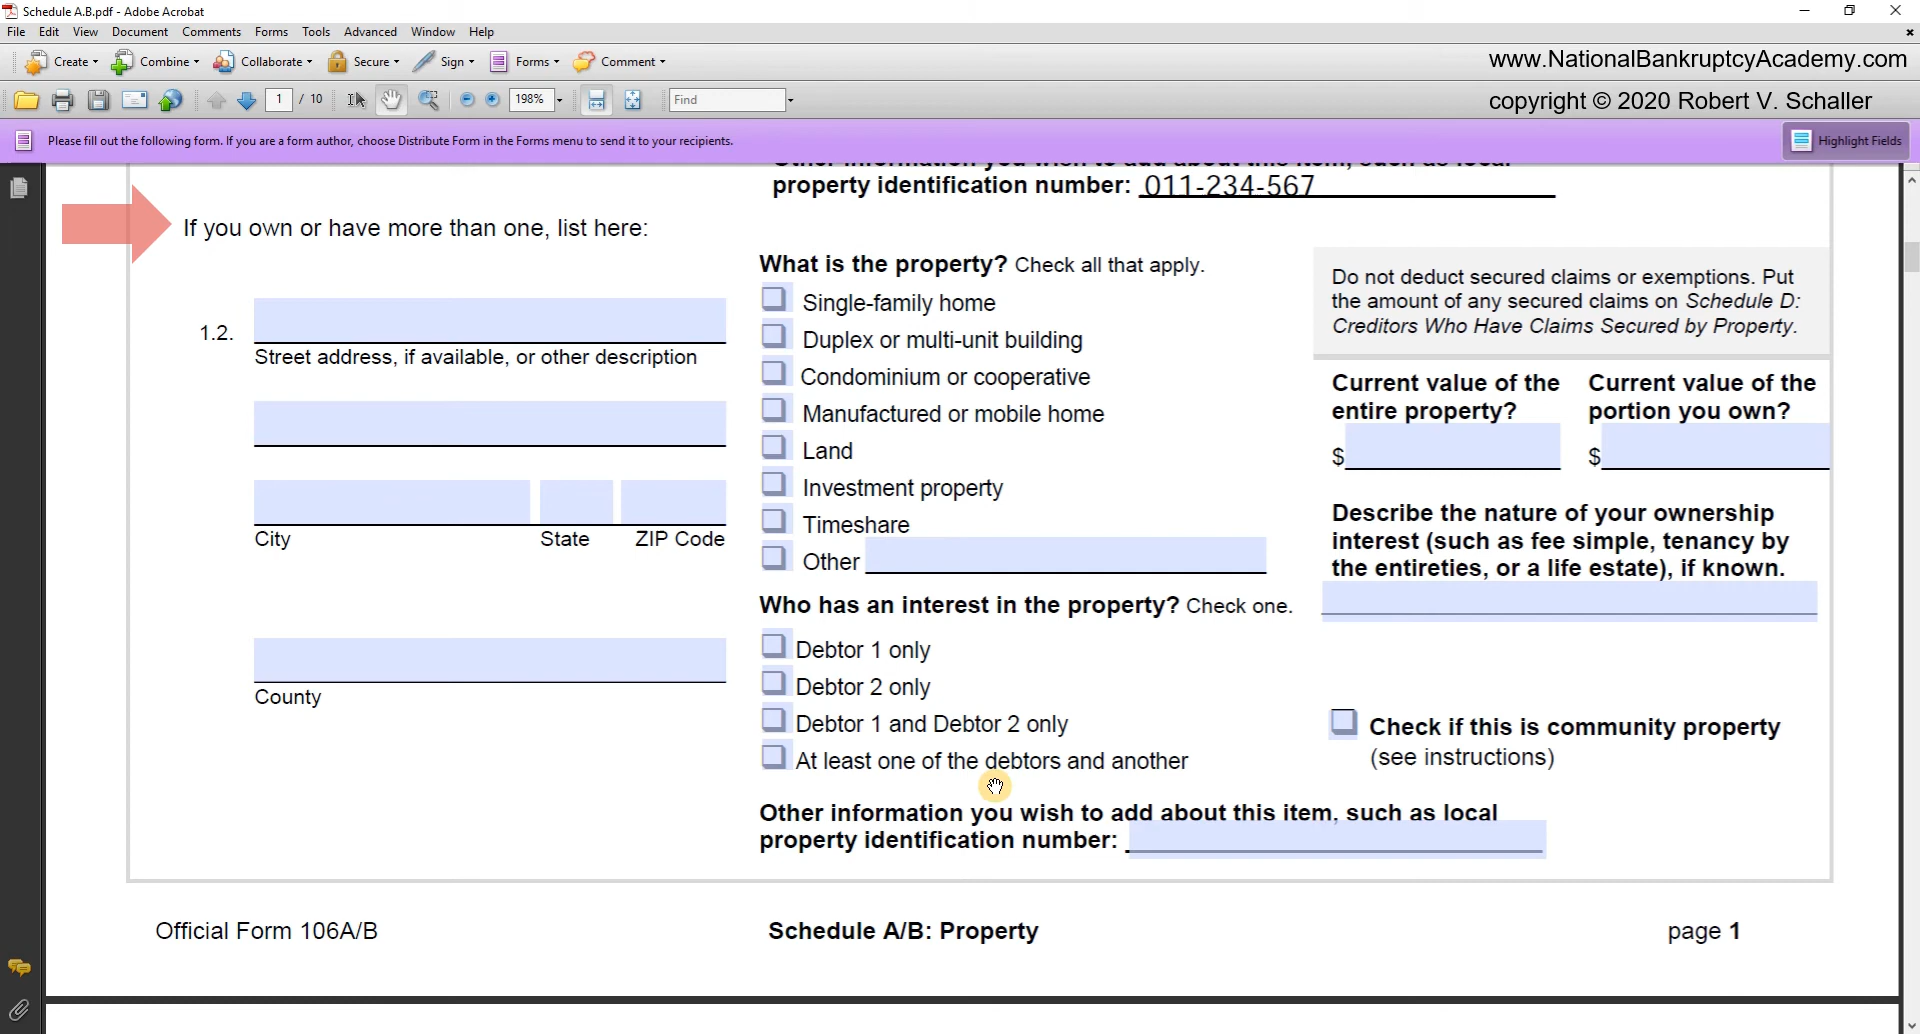 Schedule A.B.pdf - Adobe Acrobat
File Edit View Document Comments Forms Tools Advanced Window Help
Create Combine Collaborate Secure Sign Forms Comment
www.NationalBankruptcyAcademy.com
1 / 10 198% Find
copyright © 2020 Robert V. Schaller
Please fill out the following form. If you are a form author, choose Distribute Form in the Forms menu to send it to your recipients.
Highlight Fields
Other information you wish to add about this item, such as local
property identification number: 011-234-567
If you own or have more than one, list here:
1.2.
Street address, if available, or other description
City State ZIP Code
County
What is the property? Check all that apply.
Single-family home
Duplex or multi-unit building
Condominium or cooperative
Manufactured or mobile home
Land
Investment property
Timeshare
Other
Who has an interest in the property? Check one.
Debtor 1 only
Debtor 2 only
Debtor 1 and Debtor 2 only
At least one of the debtors and another
Do not deduct secured claims or exemptions. Put
the amount of any secured claims on Schedule D:
Creditors Who Have Claims Secured by Property.
Current value of the
entire property?
$
Current value of the
portion you own?
$
Describe the nature of your ownership
interest (such as fee simple, tenancy by
the entireties, or a life estate), if known.
Check if this is community property
(see instructions)
Other information you wish to add about this item, such as local
property identification number:
Official Form 106A/B Schedule A/B: Property page 1